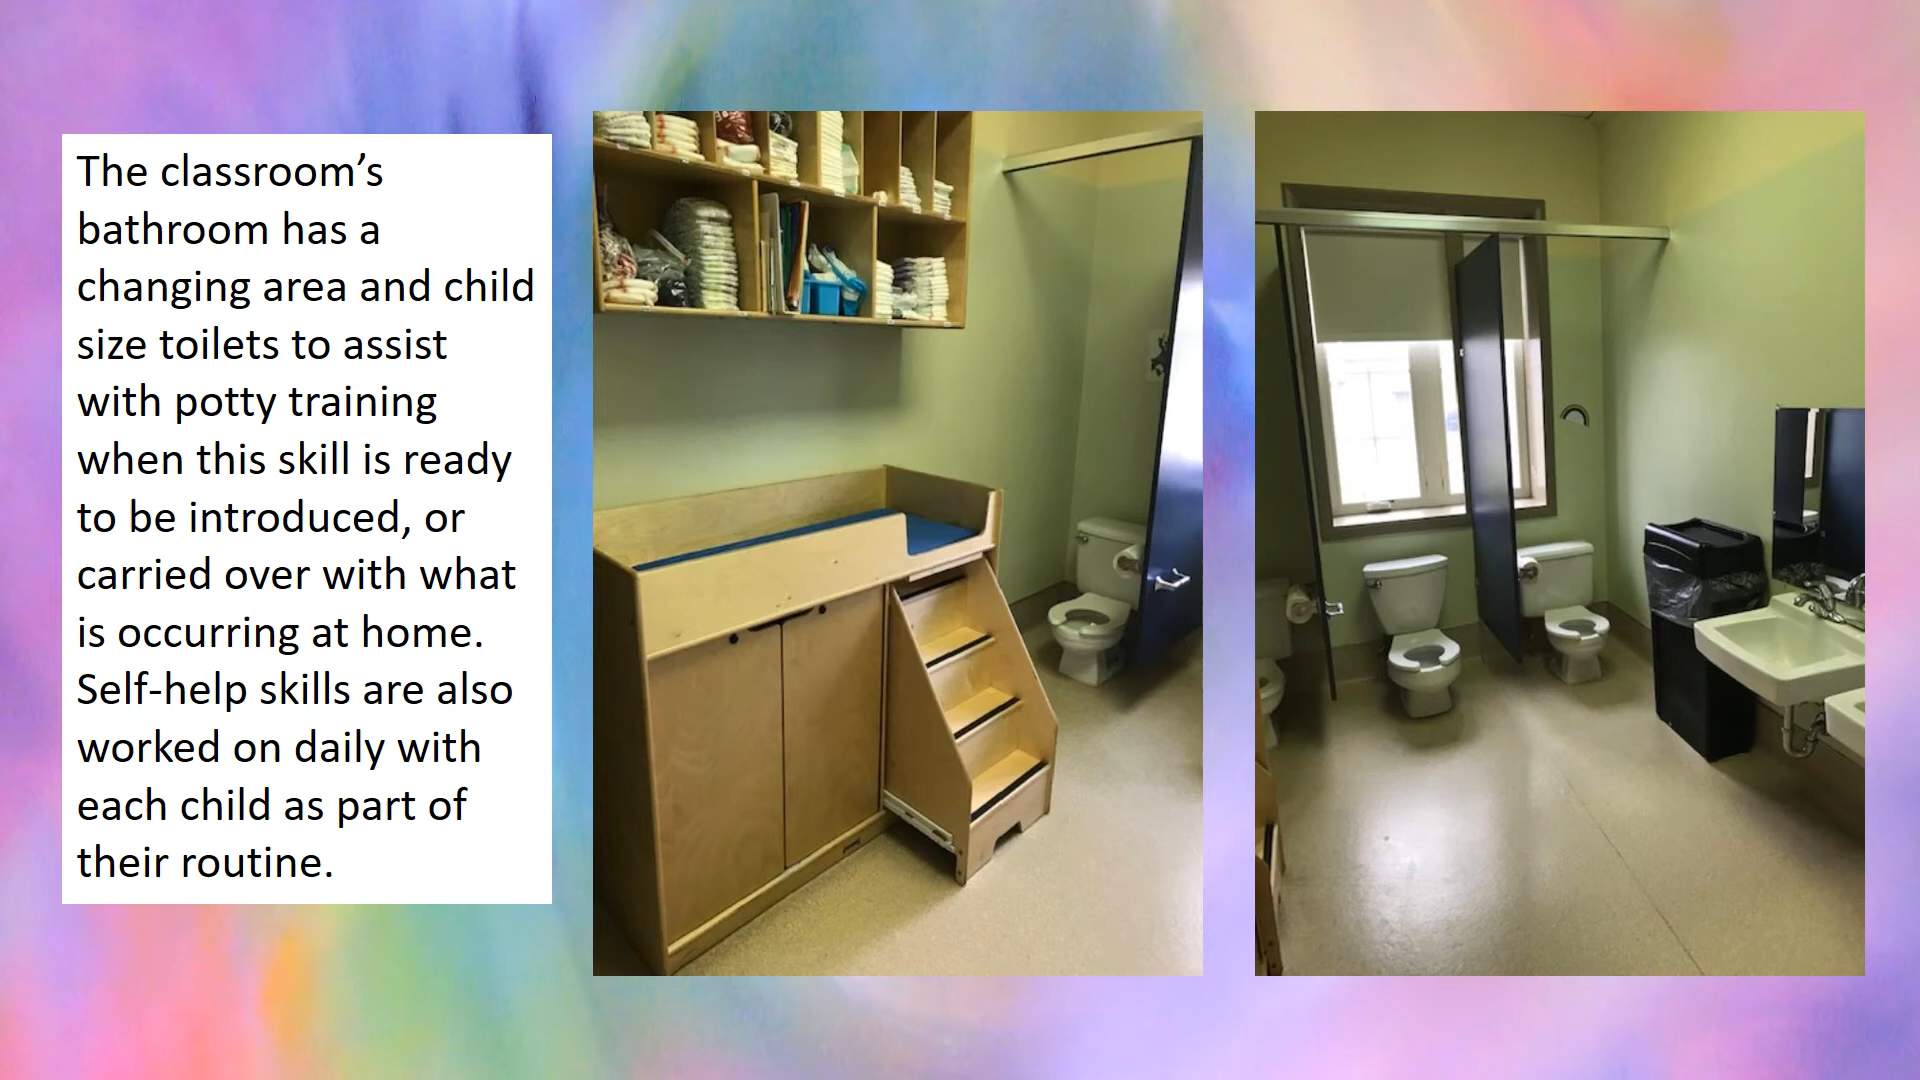 The classroom’s
bathroom has a
changing area and child
size toilets to assist
with potty training
when this skill is ready
to be introduced, or
carried over with what
is occurring at home.
Self-help skills are also
worked on daily with
each child as part of
their routine.